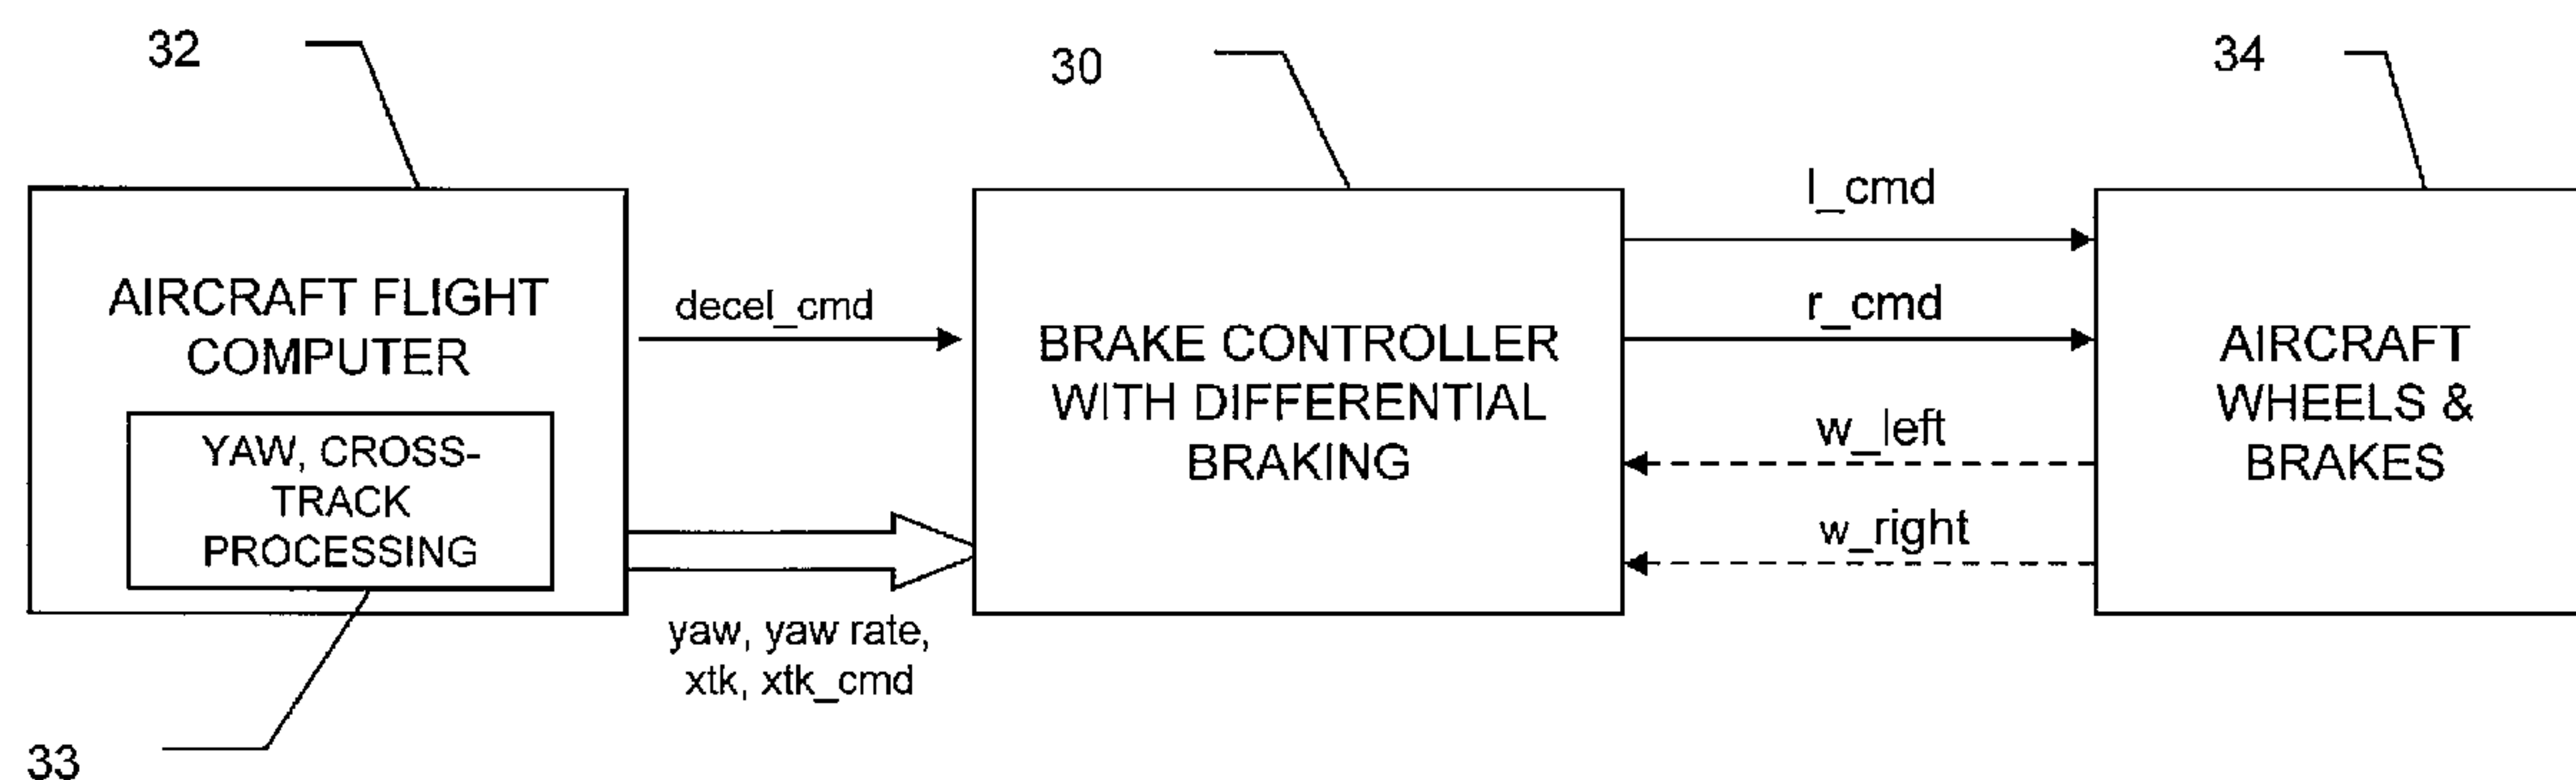 32
30
34
AIRCRAFT FLIGHT
COMPUTER
YAW, CROSS-
TRACK
PROCESSING
33
decel_cmd
yaw, yaw rate,
xtk, xtk_cmd
BRAKE CONTROLLER
WITH DIFFERENTIAL
BRAKING
l_cmd
r_cmd
w_left
w_right
AIRCRAFT
WHEELS &
BRAKES